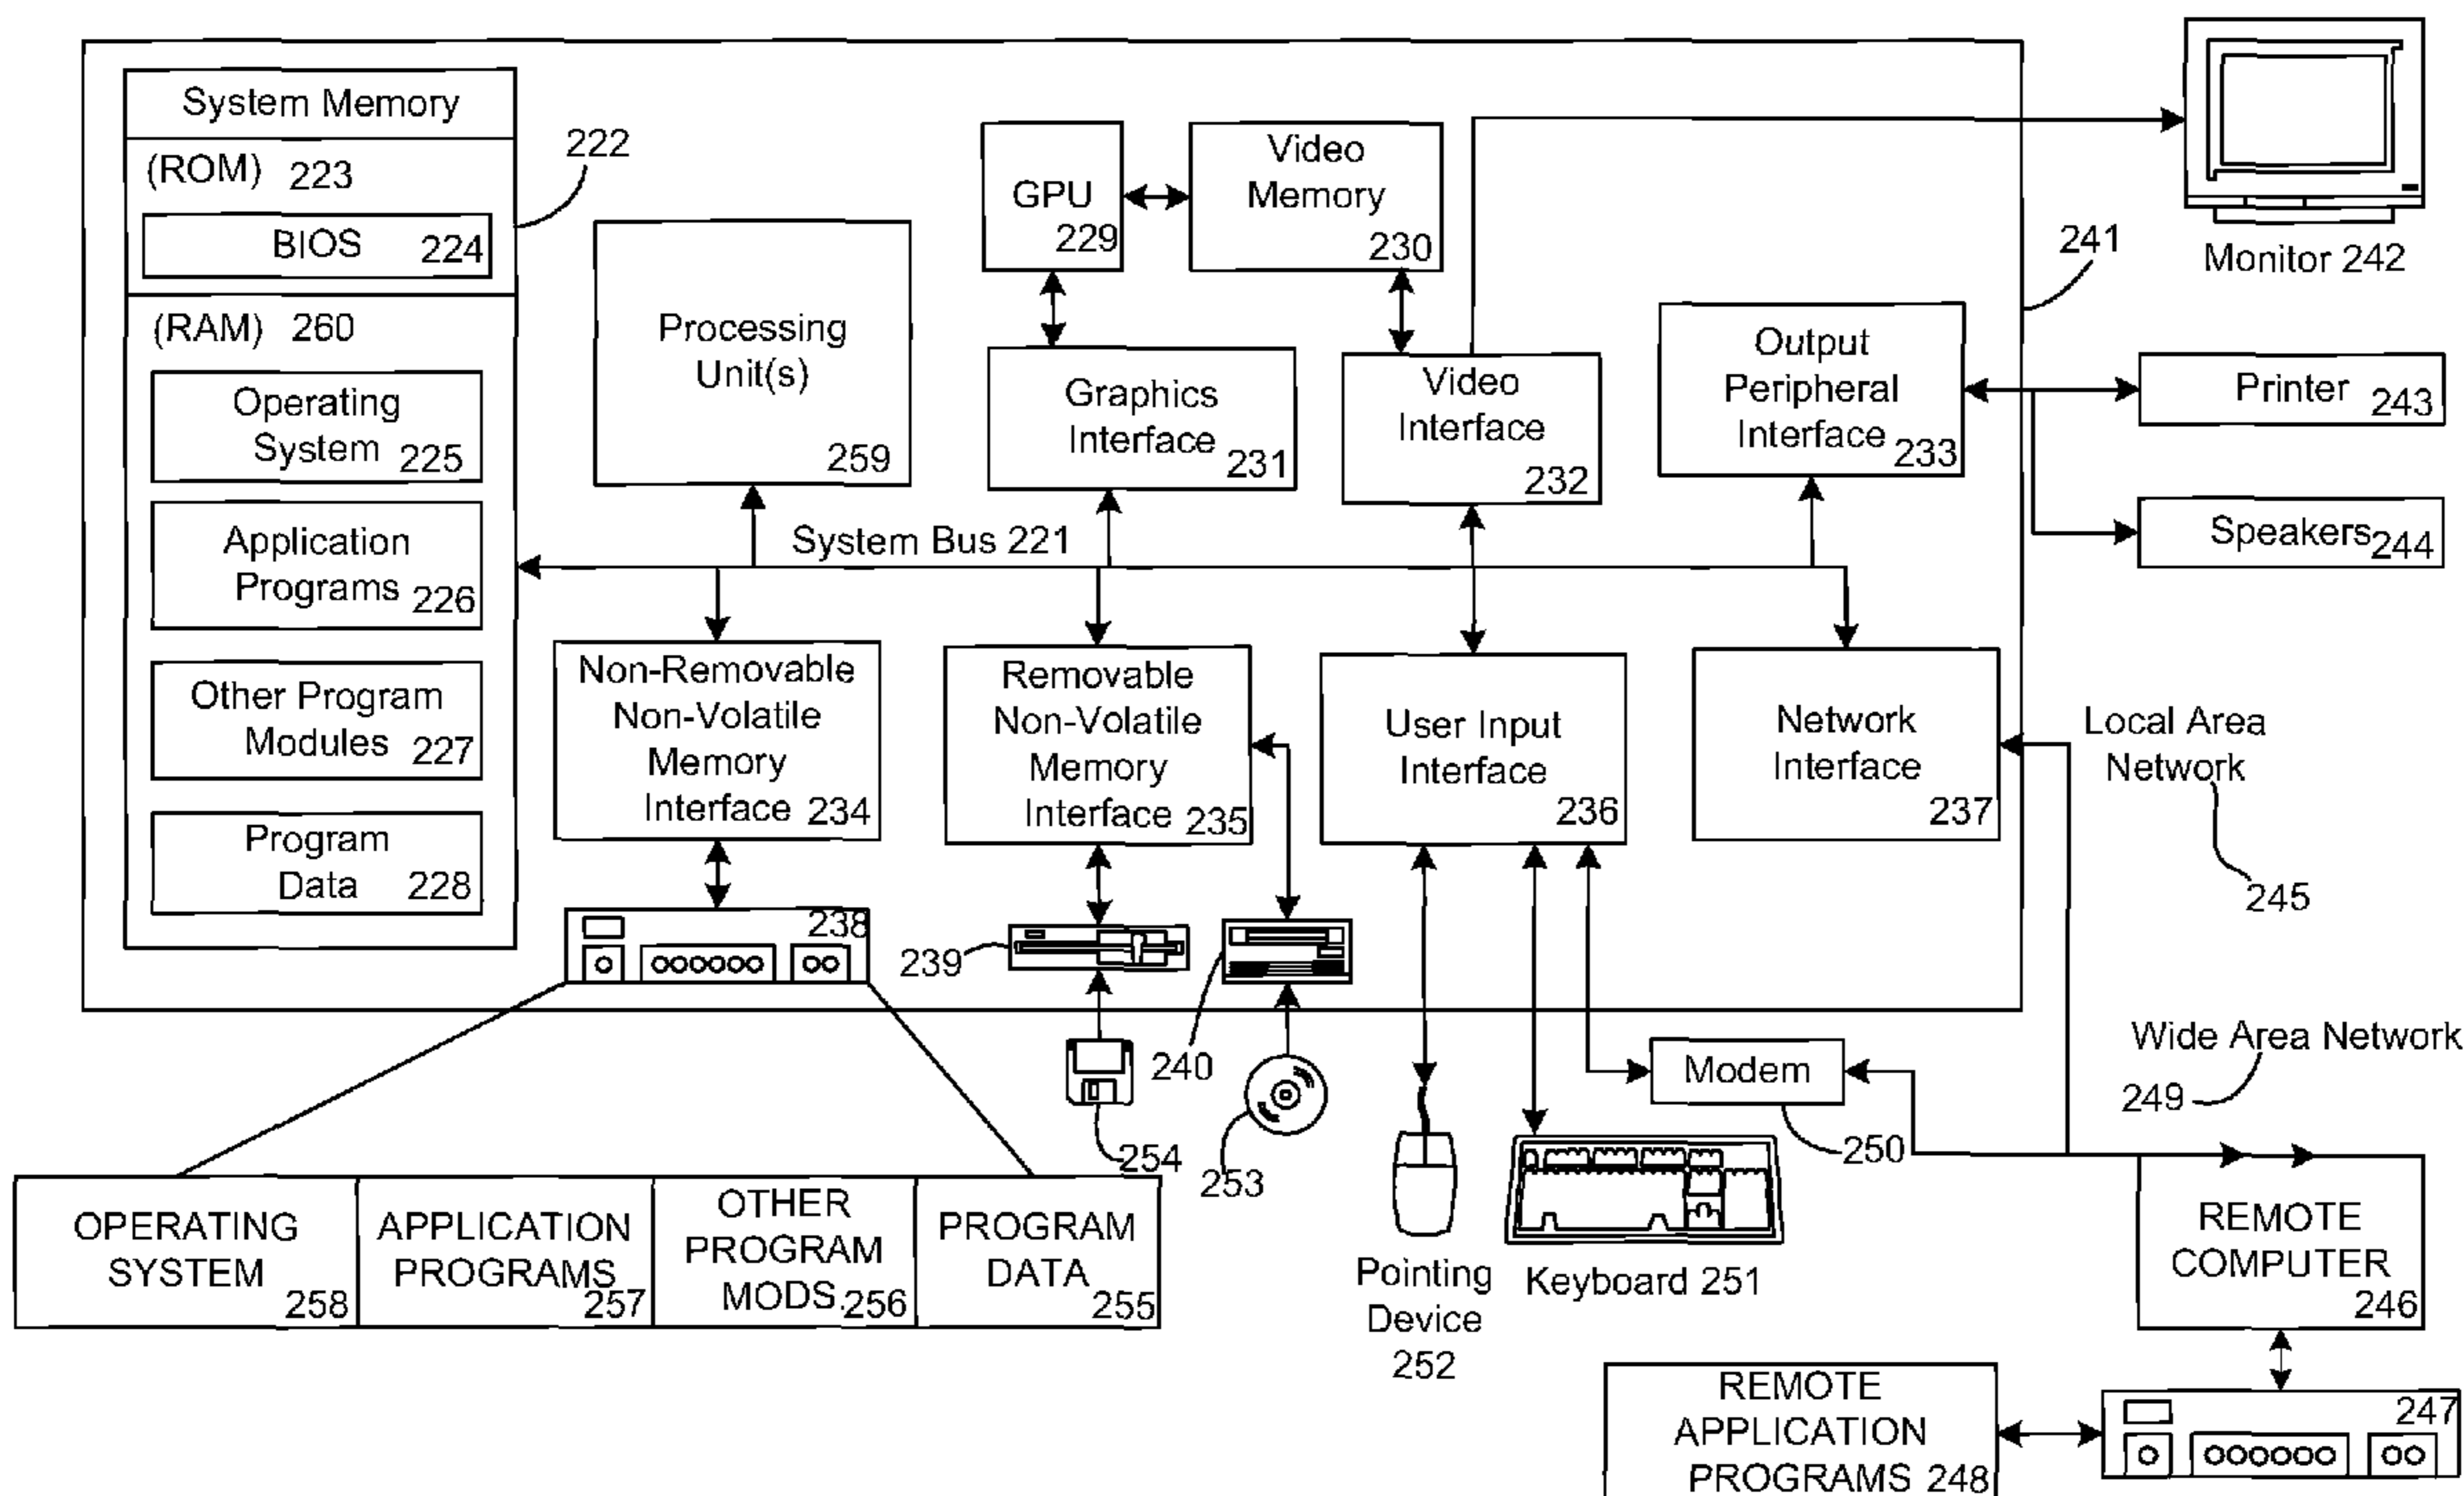 System Memory
(ROM) 223
BIOS 224
222
(RAM) 260
Operating
System 225
Application
Programs 226
Other Program
Modules 227
Program
Data 228
Processing
Unit(s)
259
GPU
229
Video
Memory
230
Graphics
Interface
231
Video
Interface
232
Output
Peripheral
Interface 233
241
Monitor 242
Printer 243
Speakers 244
System Bus 221
Non-Removable
Non-Volatile
Memory
Interface 234
Removable
Non-Volatile
Memory
Interface 235
User Input
Interface
236
Network
Interface
237
Local Area
Network
245
238
239
240
254
253
Wide Area Network
249
Modem
250
OPERATING
SYSTEM
258
APPLICATION
PROGRAMS
257
OTHER
PROGRAM
MODS. 256
PROGRAM
DATA
255
Pointing
Device
252
Keyboard 251
REMOTE
COMPUTER
246
247
REMOTE
APPLICATION
PROGRAMS 248